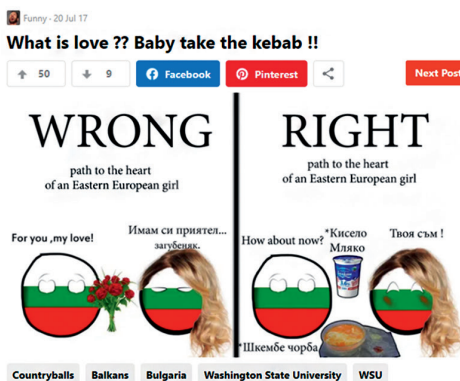 Funny - 20 Jul 17
What is love ?? Baby take the kebab !!
50
9
Facebook
Pinterest
Next Post
WRONG
path to the heart
of an Eastern European girl
For you ,my love!
Имам си приятел...
загубеняк.
RIGHT
path to the heart
of an Eastern European girl
How about now?
*Кисело
Мляко
Твоя съм !
*Шкембе чорба
Countryballs
Balkans
Bulgaria
Washington State University
WSU